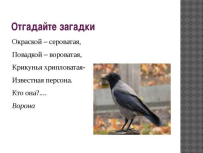 Отгадайте загадки
Окраской – сероватая,
Повадкой – вороватая,
Крикунья хрипловатая-
Известная персона.
Кто она?....
Ворона